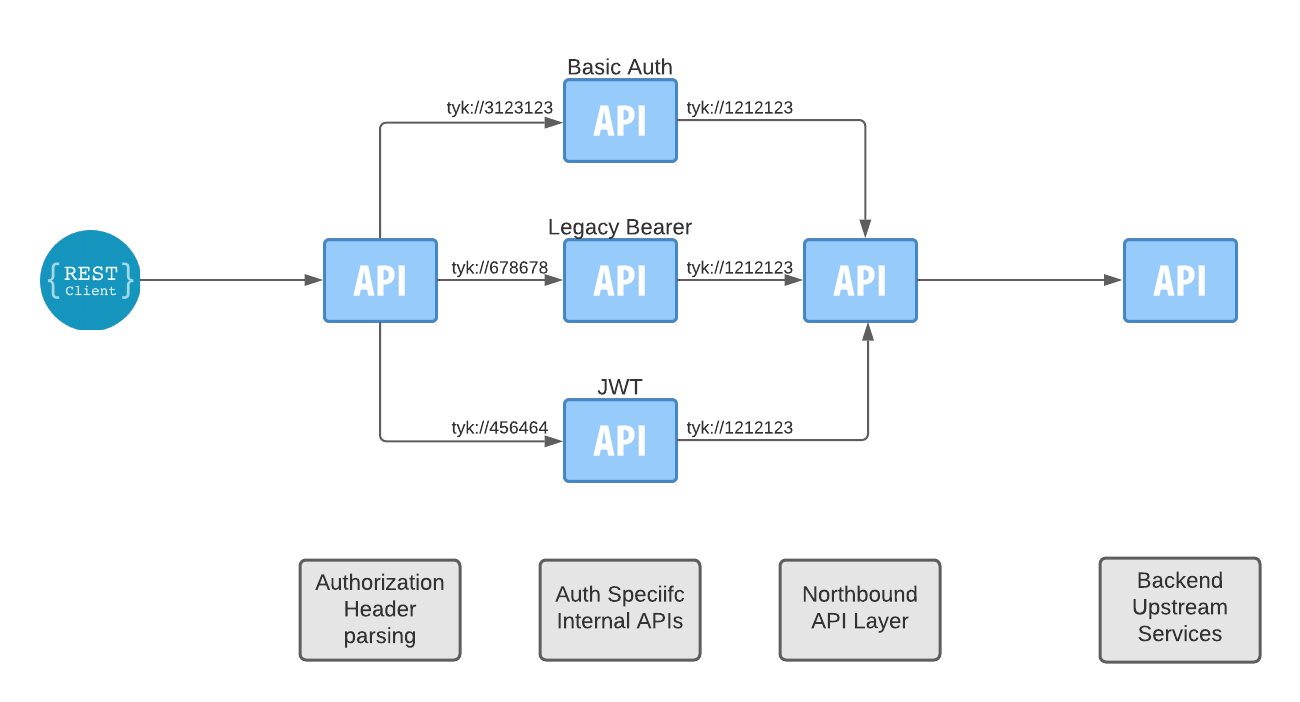 Basic Auth
tyk://3123123
API
tyk://1212123
Legacy Bearer
{REST
Client}
API
tyk://678678
API
tyk://1212123
API
API
JWT
tyk://456464
API
tyk://1212123
Authorization
Header
parsing
Auth Speciifc
Internal APIs
Northbound
API Layer
Backend
Upstream
Services